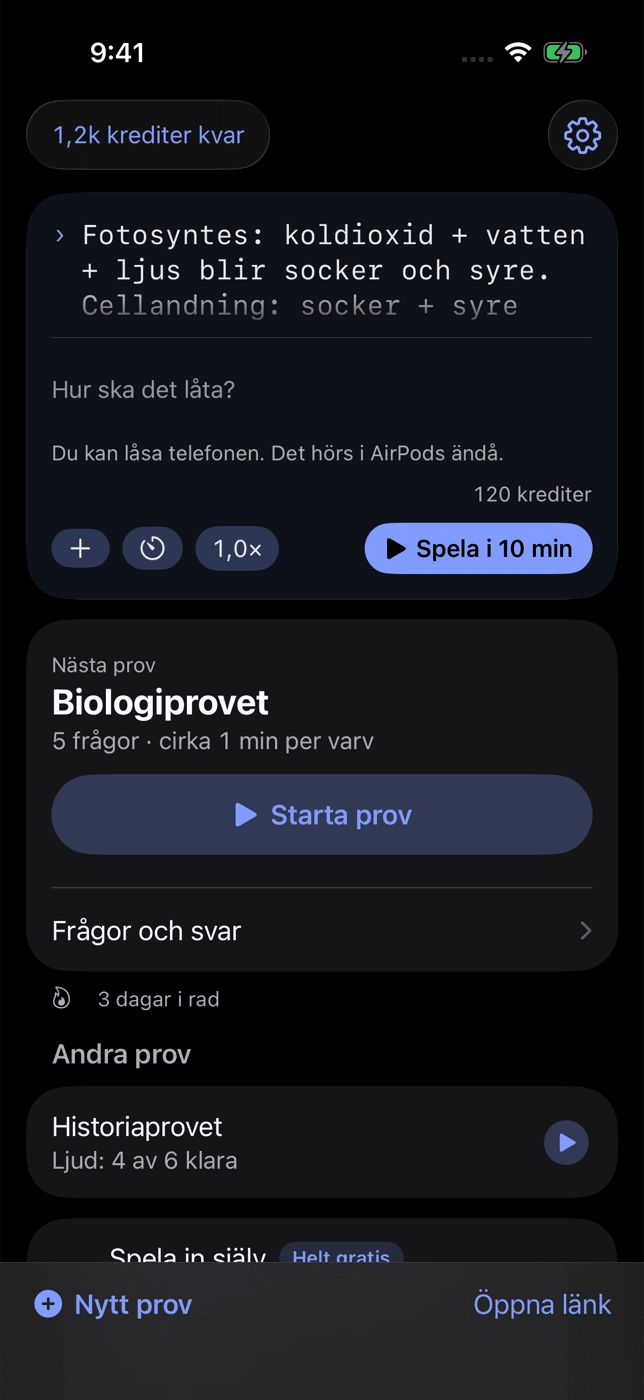 9:41
1,2k krediter kvar
› Fotosyntes: koldioxid + vatten
+ ljus blir socker och syre.
Cellandning: socker + syre
Hur ska det låta?
Du kan låsa telefonen. Det hörs i AirPods ändå.
120 krediter
1,0×
Spela i 10 min
Nästa prov
Biologiprovet
5 frågor · cirka 1 min per varv
Starta prov
Frågor och svar
3 dagar i rad
Andra prov
Historiaprovet
Ljud: 4 av 6 klara
Spela in själv
Helt gratis
Nytt prov
Öppna länk